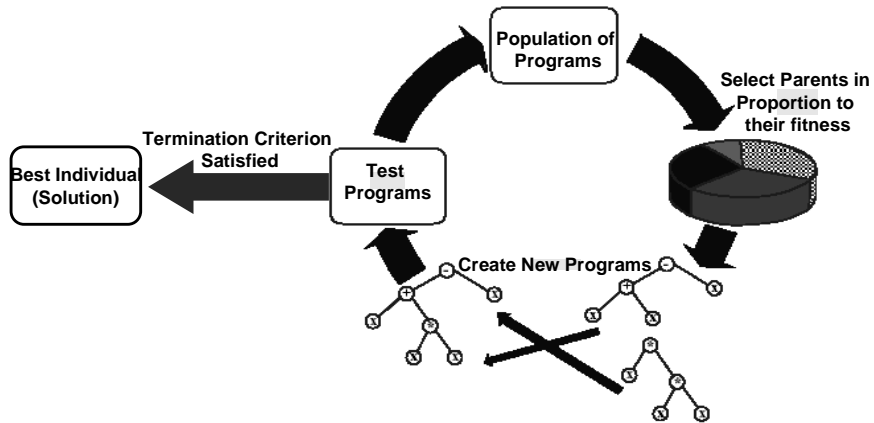 Population of
Programs
Select Parents in
Proportion to
their fitness
Termination Criterion
Satisfied
Best Individual
(Solution)
Test
Programs
Create New Programs
-
+
x
x
*
x
x
-
+
x
x
x
*
x
*
x
x